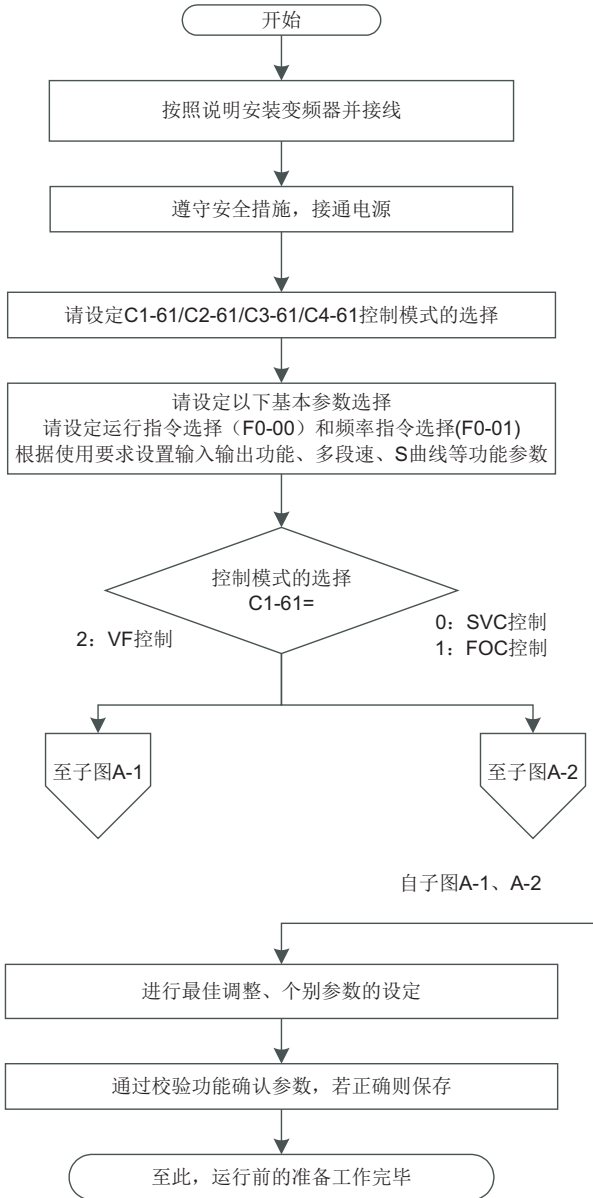 开始
按照说明安装变频器并接线
遵守安全措施，接通电源
请设定C1-61/C2-61/C3-61/C4-61控制模式的选择
请设定以下基本参数选择
请设定运行指令选择（F0-00）和频率指令选择(F0-01)
根据使用要求设置输入输出功能、多段速、S曲线等功能参数
控制模式的选择
C1-61=
2：VF控制
0：SVC控制
1：FOC控制
至子图A-1
至子图A-2
自子图A-1、A-2
进行最佳调整、个别参数的设定
通过校验功能确认参数，若正确则保存
至此，运行前的准备工作完毕